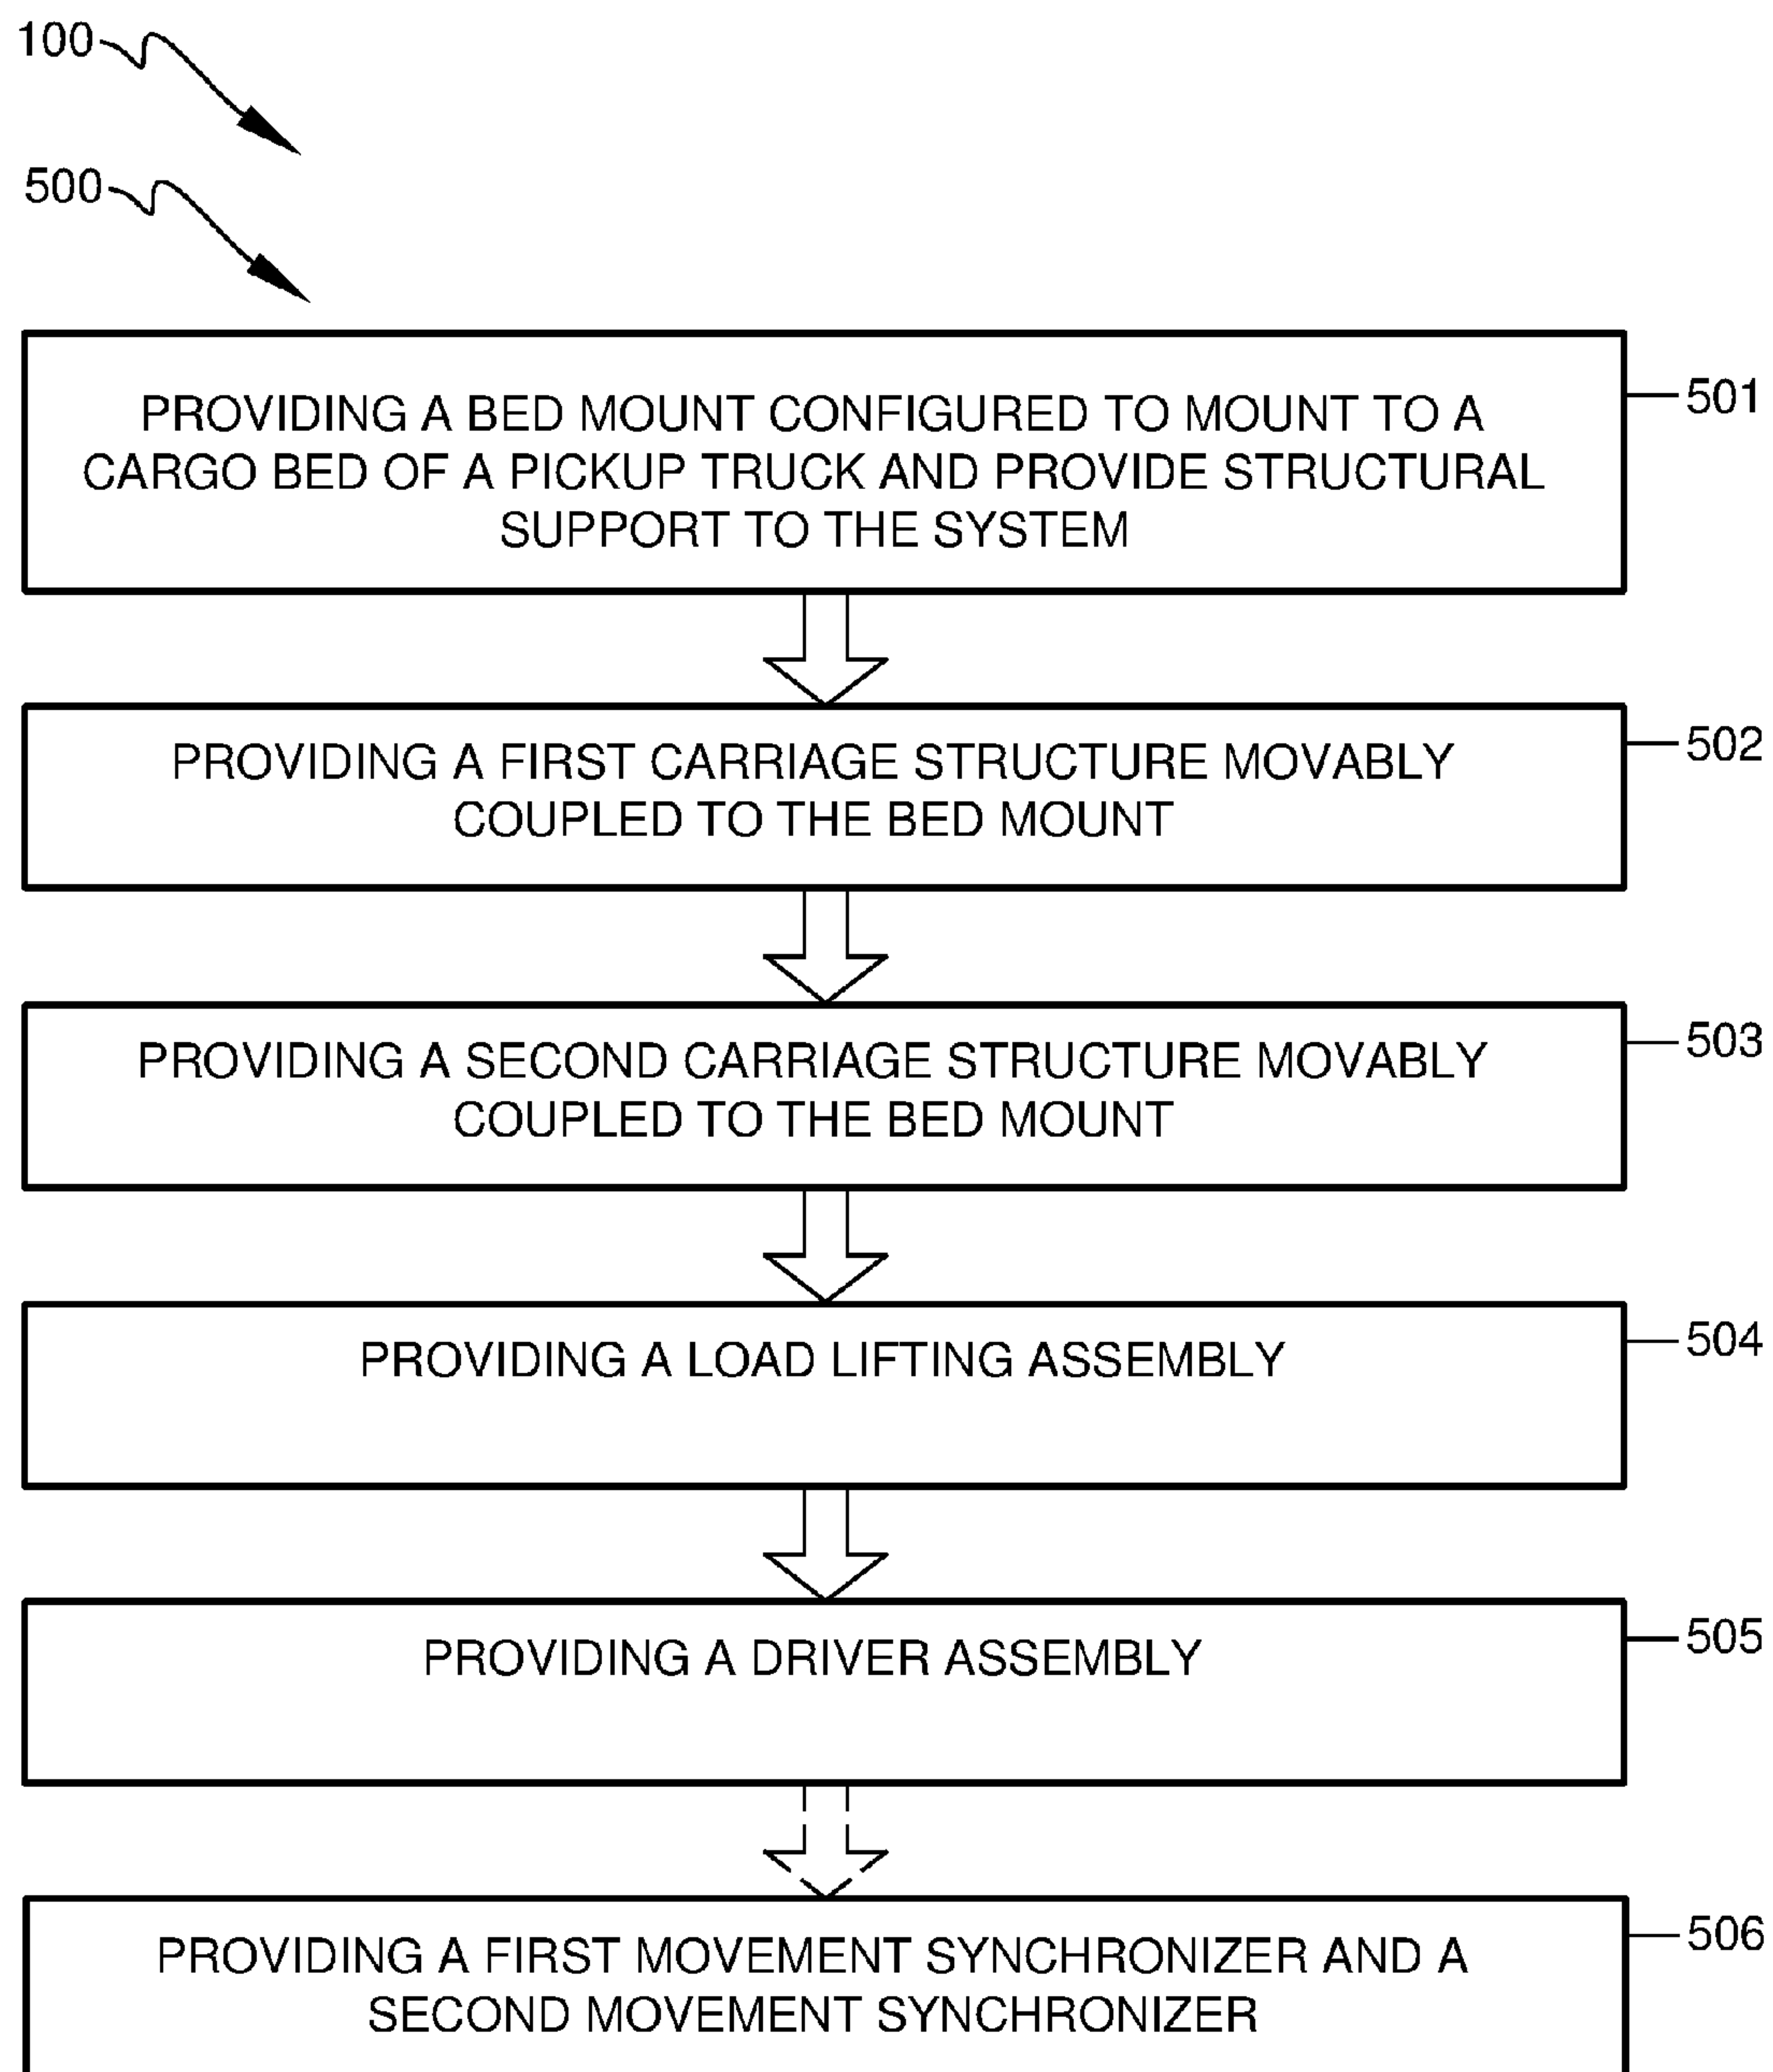 100
500
PROVIDING A BED MOUNT CONFIGURED TO MOUNT TO A
CARGO BED OF A PICKUP TRUCK AND PROVIDE STRUCTURAL
SUPPORT TO THE SYSTEM
501
PROVIDING A FIRST CARRIAGE STRUCTURE MOVABLY
COUPLED TO THE BED MOUNT
502
PROVIDING A SECOND CARRIAGE STRUCTURE MOVABLY
COUPLED TO THE BED MOUNT
503
PROVIDING A LOAD LIFTING ASSEMBLY
504
PROVIDING A DRIVER ASSEMBLY
505
PROVIDING A FIRST MOVEMENT SYNCHRONIZER AND A
SECOND MOVEMENT SYNCHRONIZER
506